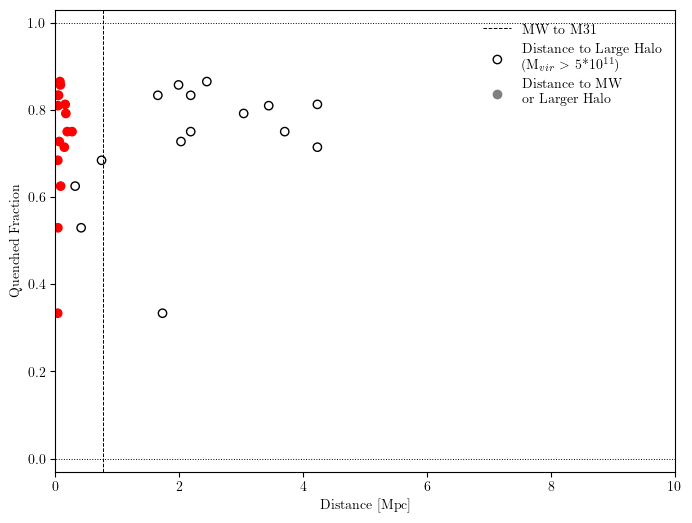 1.0
0.8
0.6
0.4
0.2
0.0
Quenched Fraction
0
2
4
6
8
10
Distance [Mpc]
MW to M31
Distance to Large Halo
(M$_{vir}$ > 5*10$^{11}$)
Distance to MW
or Larger Halo